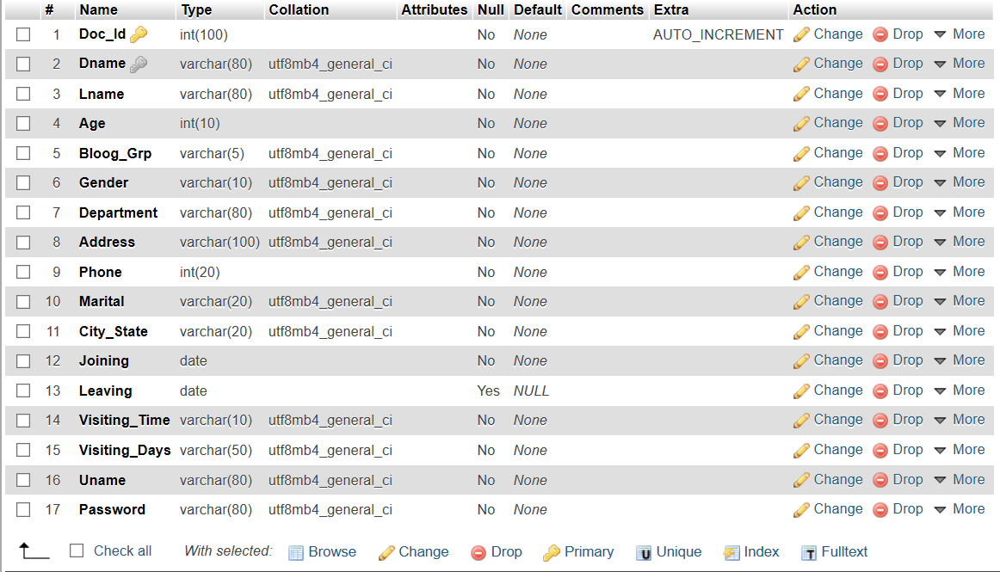 # Name Type Collation Attributes Null Default Comments Extra Action
1 Doc_Id int(100) No None AUTO_INCREMENT Change Drop More
2 Dname varchar(80) utf8mb4_general_ci No None Change Drop More
3 Lname varchar(80) utf8mb4_general_ci No None Change Drop More
4 Age int(10) No None Change Drop More
5 Bloog_Grp varchar(5) utf8mb4_general_ci No None Change Drop More
6 Gender varchar(10) utf8mb4_general_ci No None Change Drop More
7 Department varchar(80) utf8mb4_general_ci No None Change Drop More
8 Address varchar(100) utf8mb4_general_ci No None Change Drop More
9 Phone int(20) No None Change Drop More
10 Marital varchar(20) utf8mb4_general_ci No None Change Drop More
11 City_State varchar(20) utf8mb4_general_ci No None Change Drop More
12 Joining date No None Change Drop More
13 Leaving date Yes NULL Change Drop More
14 Visiting_Time varchar(10) utf8mb4_general_ci No None Change Drop More
15 Visiting_Days varchar(50) utf8mb4_general_ci No None Change Drop More
16 Uname varchar(80) utf8mb4_general_ci No None Change Drop More
17 Password varchar(80) utf8mb4_general_ci No None Change Drop More
Check all With selected: Browse Change Drop Primary U Unique Index T Fulltext